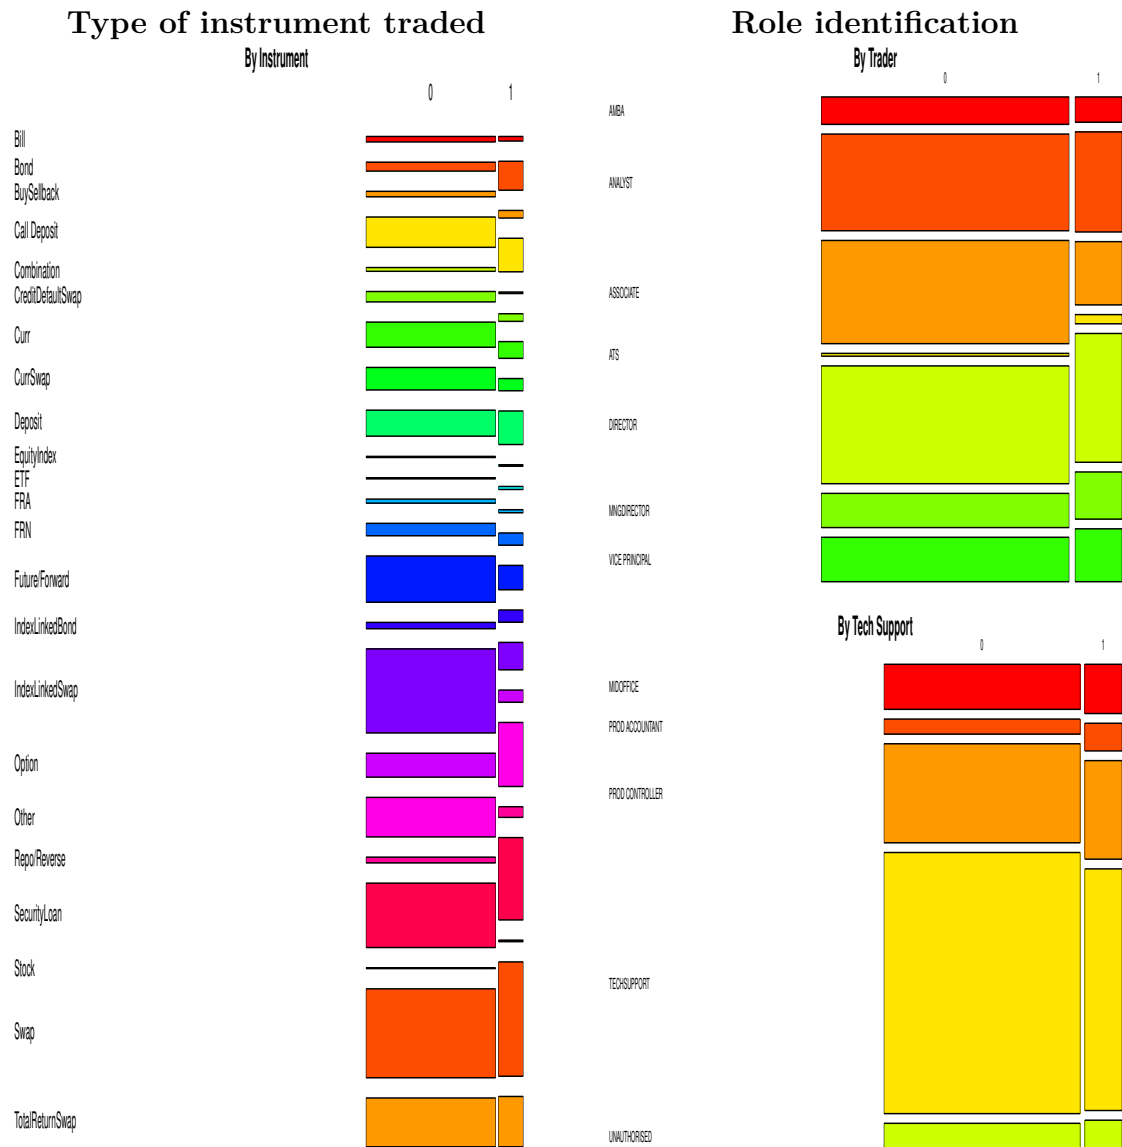 Type of instrument traded
By Instrument
0 1
Bill
Bond
BuySellback
Call Deposit
Combination
CreditDefaultSwap
Curr
CurrSwap
Deposit
EquityIndex
ETF
FRA
FRN
Future/Forward
IndexLinkedBond
IndexLinkedSwap
Option
Other
Repo/Reverse
SecurityLoan
Stock
Swap
TotalReturnSwap
Role identification
By Trader
0 1
AMBA
ANALYST
ASSOCIATE
ATS
DIRECTOR
MNGDIRECTOR
VICE PRINCIPAL
By Tech Support
0 1
MIDOFFICE
PROD ACCOUNTANT
PROD CONTROLLER
TECHSUPPORT
UNAUTHORISED